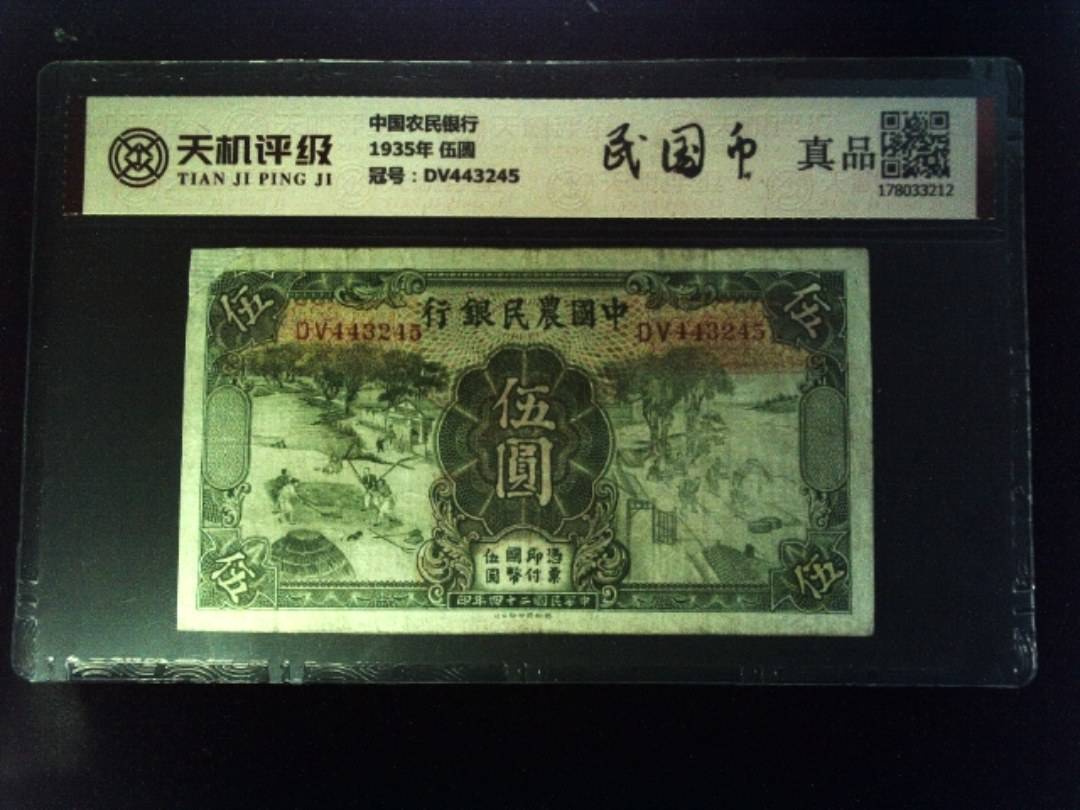 天机评级
TIAN JI PING JI
中国农民银行
1935年 伍圓
冠号：DV443245
民国币
真品
178033212
伍
伍
行銀民農國中
DV443245
DV443245
伍圓
憑票
即付
國幣
伍圓
伍
伍
印年四十二國民華中